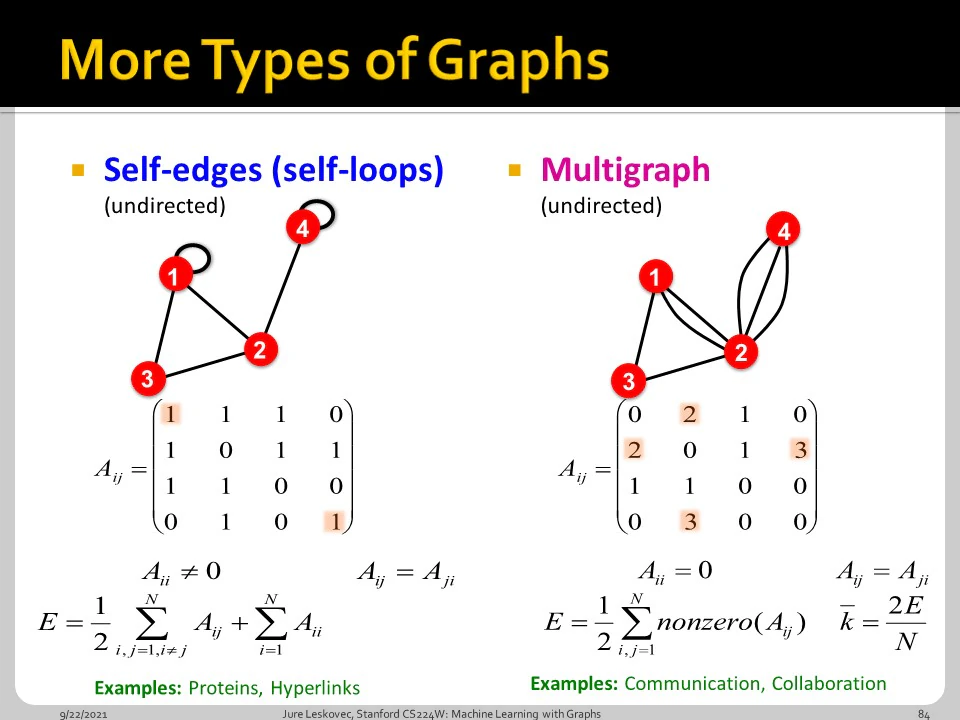 More Types of Graphs
■ Self-edges (self-loops)
(undirected)
4
1
2
3
A_ij = 
1 1 1 0
1 0 1 1
1 1 0 0
0 1 0 1
A_ii ≠ 0 A_ij = A_ji
E = 1/2 ∑_{i,j=1,i≠j}^{N} A_ij + ∑_{i=1}^{N} A_ii
Examples: Proteins, Hyperlinks
■ Multigraph
(undirected)
4
1
2
3
A_ij = 
0 2 1 0
2 0 1 3
1 1 0 0
0 3 0 0
A_ii = 0 A_ij = A_ji
E = 1/2 ∑_{i,j=1}^{N} nonzero(A_ij) k̅ = 2E/N
Examples: Communication, Collaboration
9/22/2021 Jure Leskovec, Stanford CS224W: Machine Learning with Graphs 84